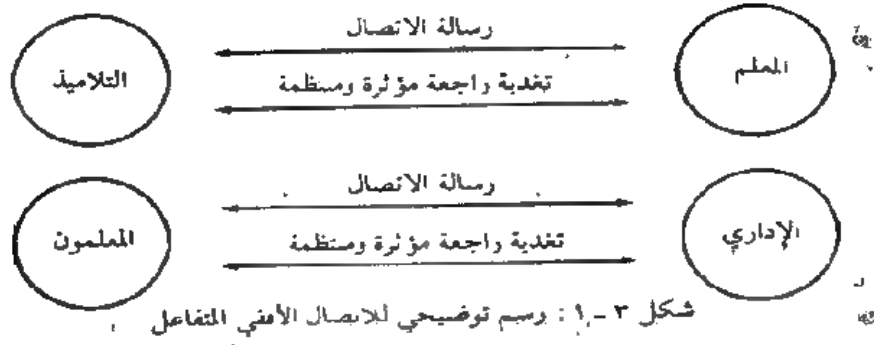 رسالة الاتصال
المعلم
التلاميذ
تغذية راجعة مؤثرة ومنظمة
رسالة الاتصال
الإداري
المعلمون
تغذية راجعة مؤثرة ومنظمة
شكل ٣ - ١ : رسم توضيحي للاتصال الأفقي المتفاعل